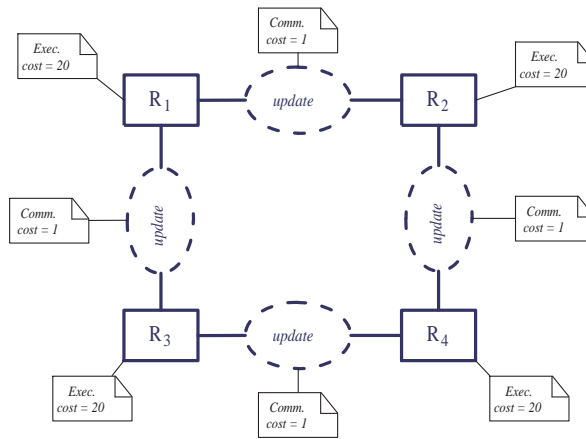 Comm.
cost = 1
Exec.
cost = 20
Exec.
cost = 20
R1
update
R2
Comm.
cost = 1
update
update
Comm.
cost = 1
R3
update
R4
Exec.
cost = 20
Comm.
cost = 1
Exec.
cost = 20